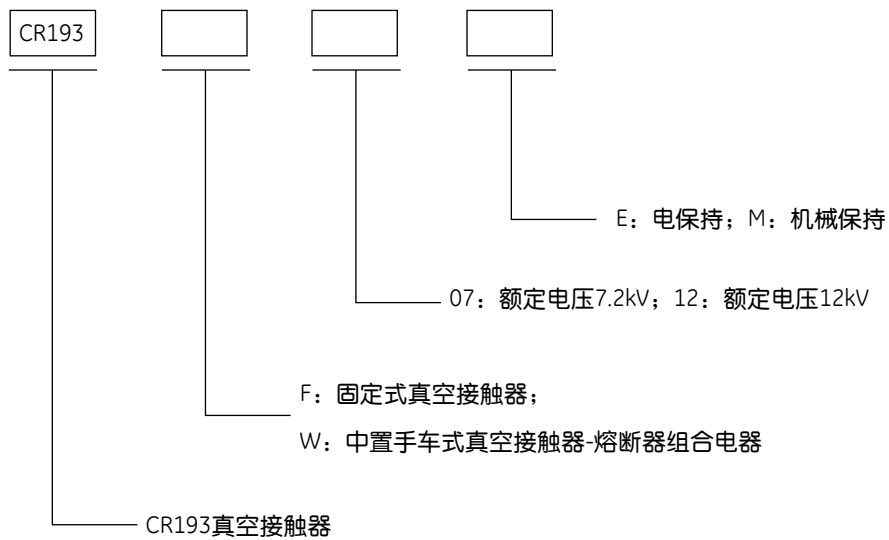 CR193
E：电保持；M：机械保持
07：额定电压7.2kV；12：额定电压12kV
F：固定式真空接触器；
W：中置手车式真空接触器-熔断器组合电器
CR193真空接触器